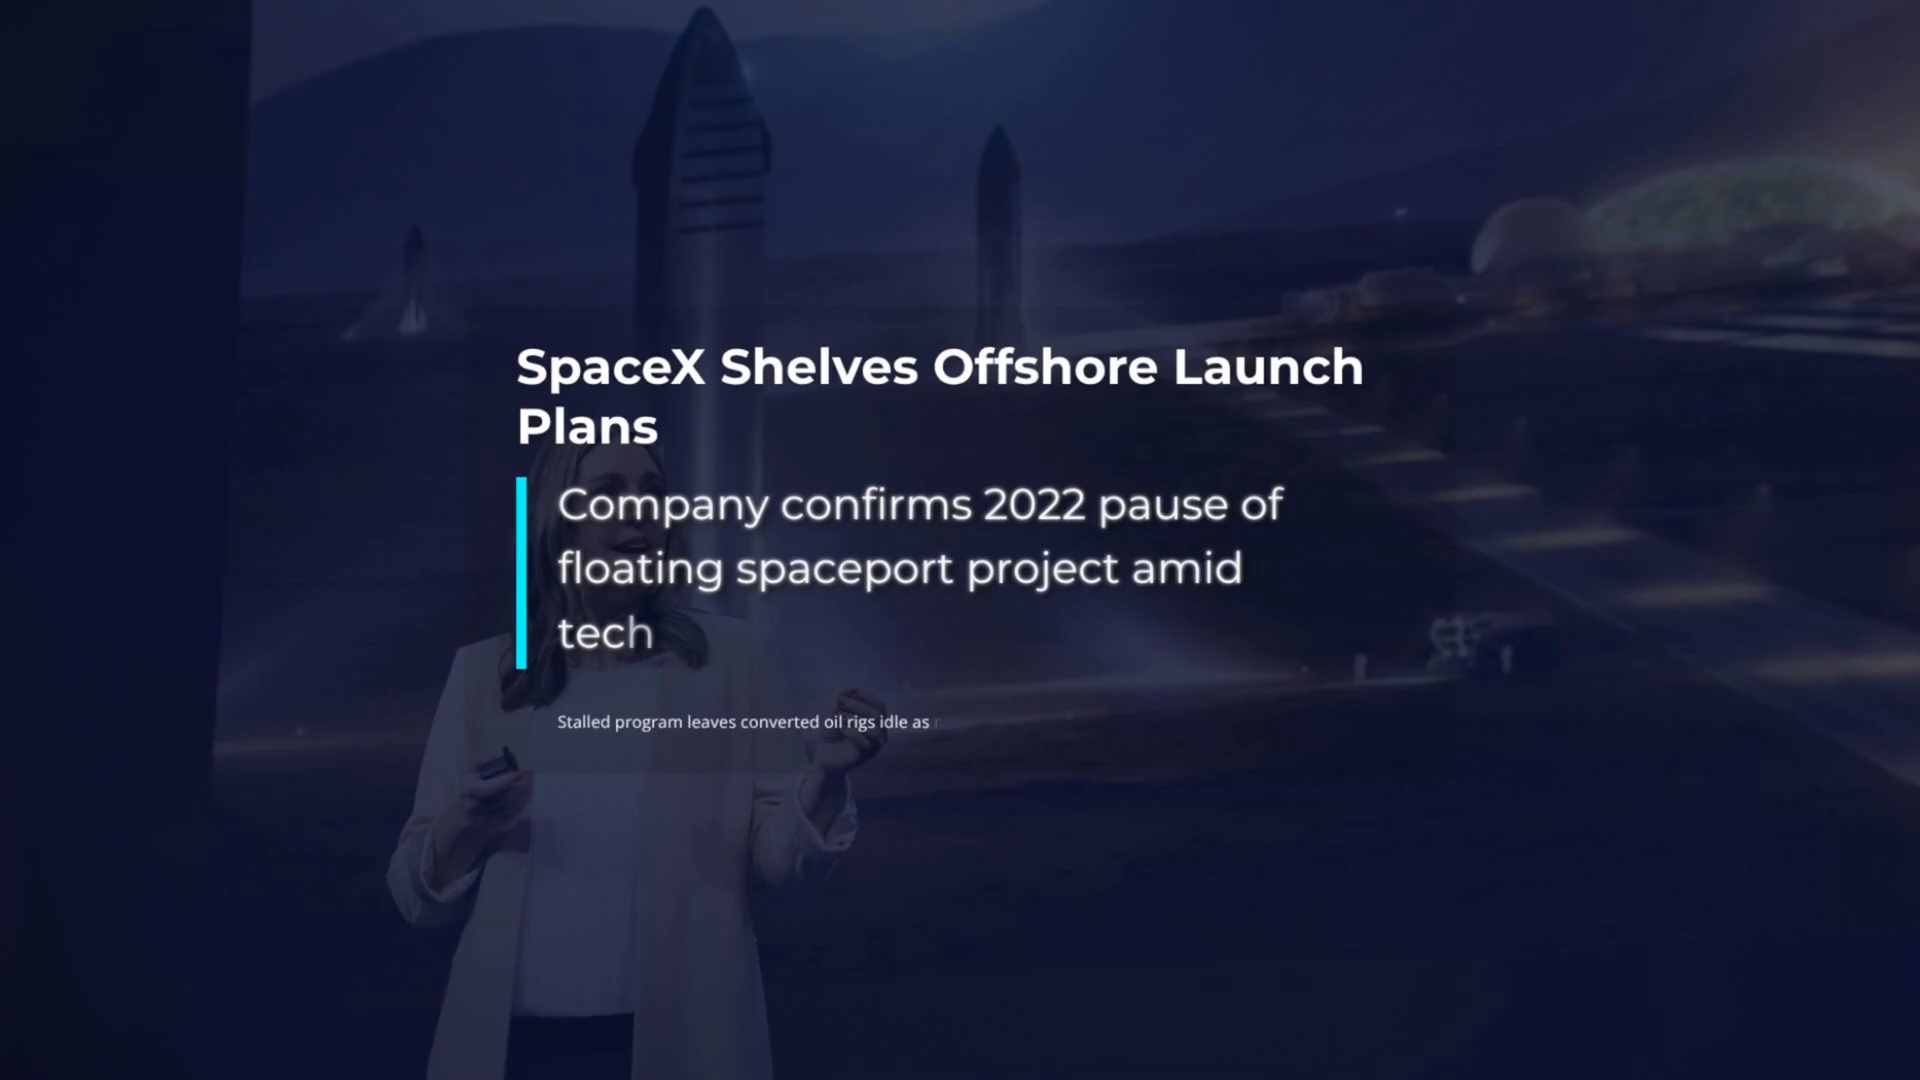 SpaceX Shelves Offshore Launch
Plans
Company confirms 2022 pause of
floating spaceport project amid
tech
Stalled program leaves converted oil rigs idle as r